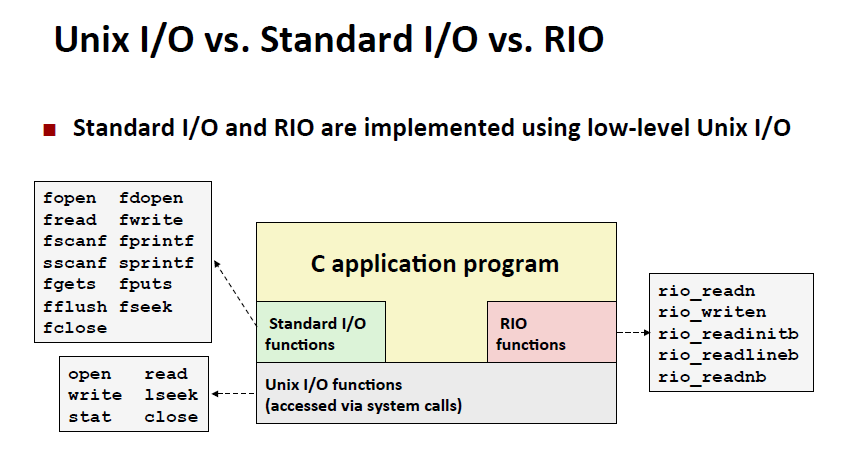 Unix I/O vs. Standard I/O vs. RIO
Standard I/O and RIO are implemented using low-level Unix I/O
fopen fdopen
fread fwrite
fscanf fprintf
sscanf sprintf
fgets fputs
fflush fseek
fclose
C application program
Standard I/O
functions
RIO
functions
rio_readn
rio_writen
rio_readinitb
rio_readlineb
rio_readnb
open read
write lseek
stat close
Unix I/O functions
(accessed via system calls)